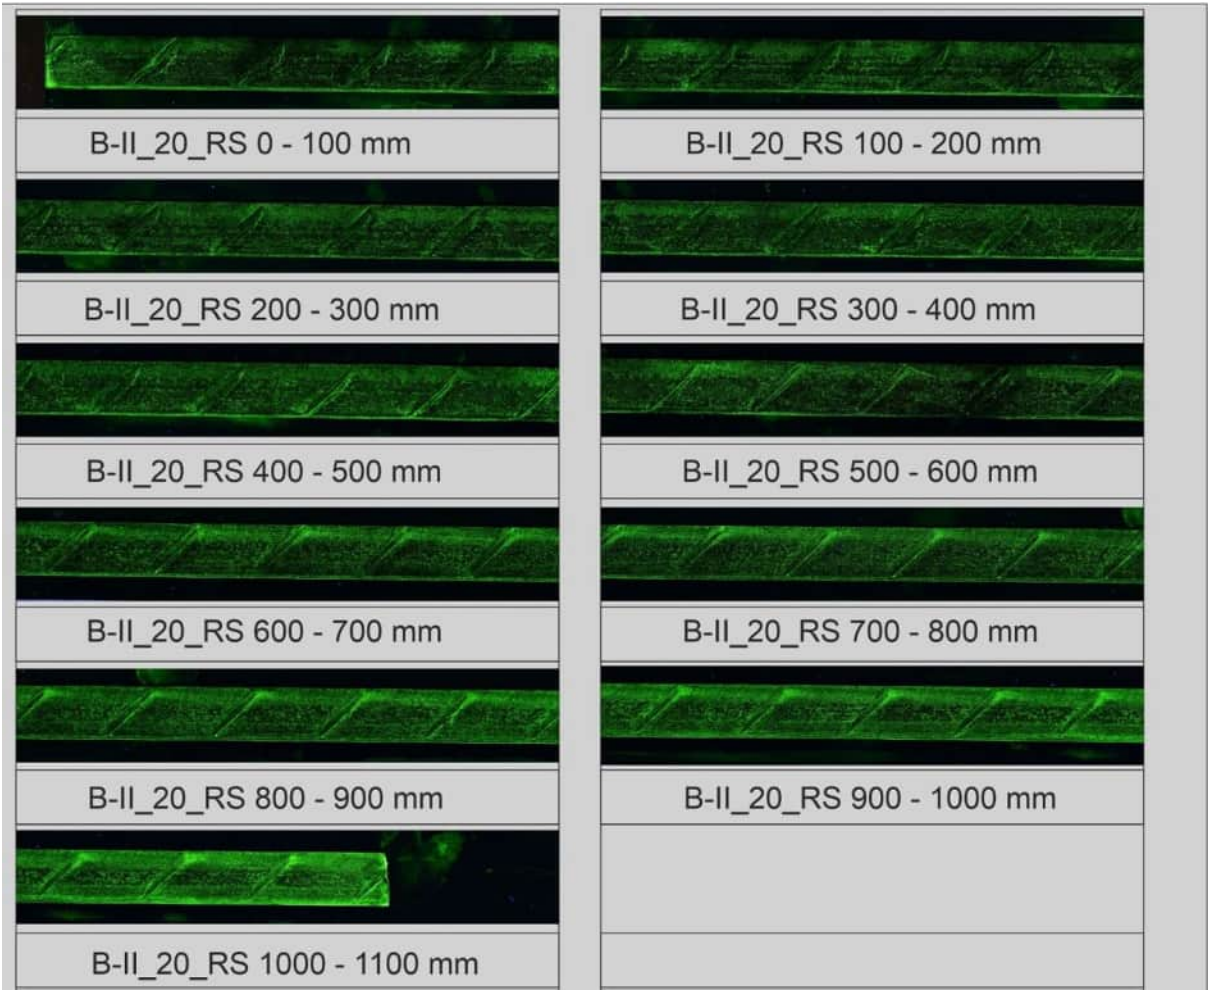 B-II_20_RS 0 - 100 mm
B-II_20_RS 100 - 200 mm
B-II_20_RS 200 - 300 mm
B-II_20_RS 300 - 400 mm
B-II_20_RS 400 - 500 mm
B-II_20_RS 500 - 600 mm
B-II_20_RS 600 - 700 mm
B-II_20_RS 700 - 800 mm
B-II_20_RS 800 - 900 mm
B-II_20_RS 900 - 1000 mm
B-II_20_RS 1000 - 1100 mm